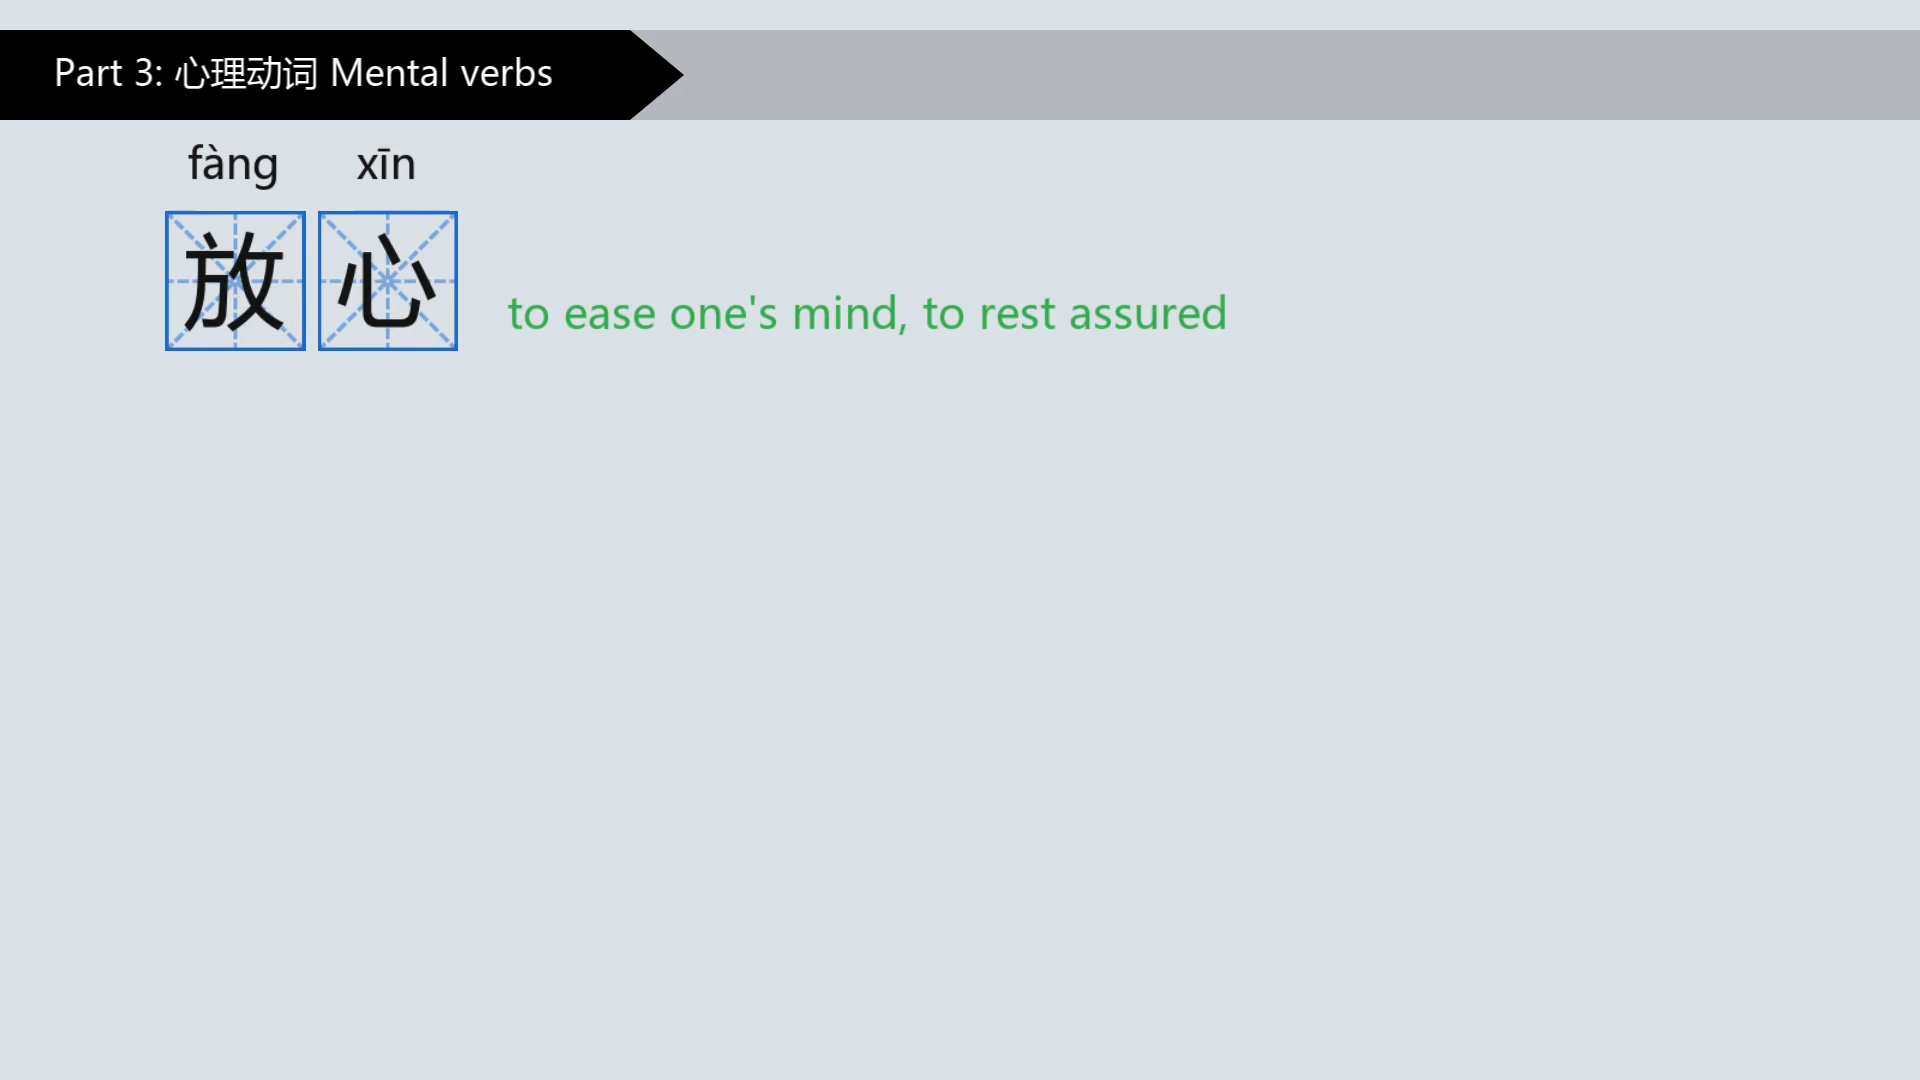 Part 3: 心理动词 Mental verbs
fàng xīn
放心
to ease one's mind, to rest assured